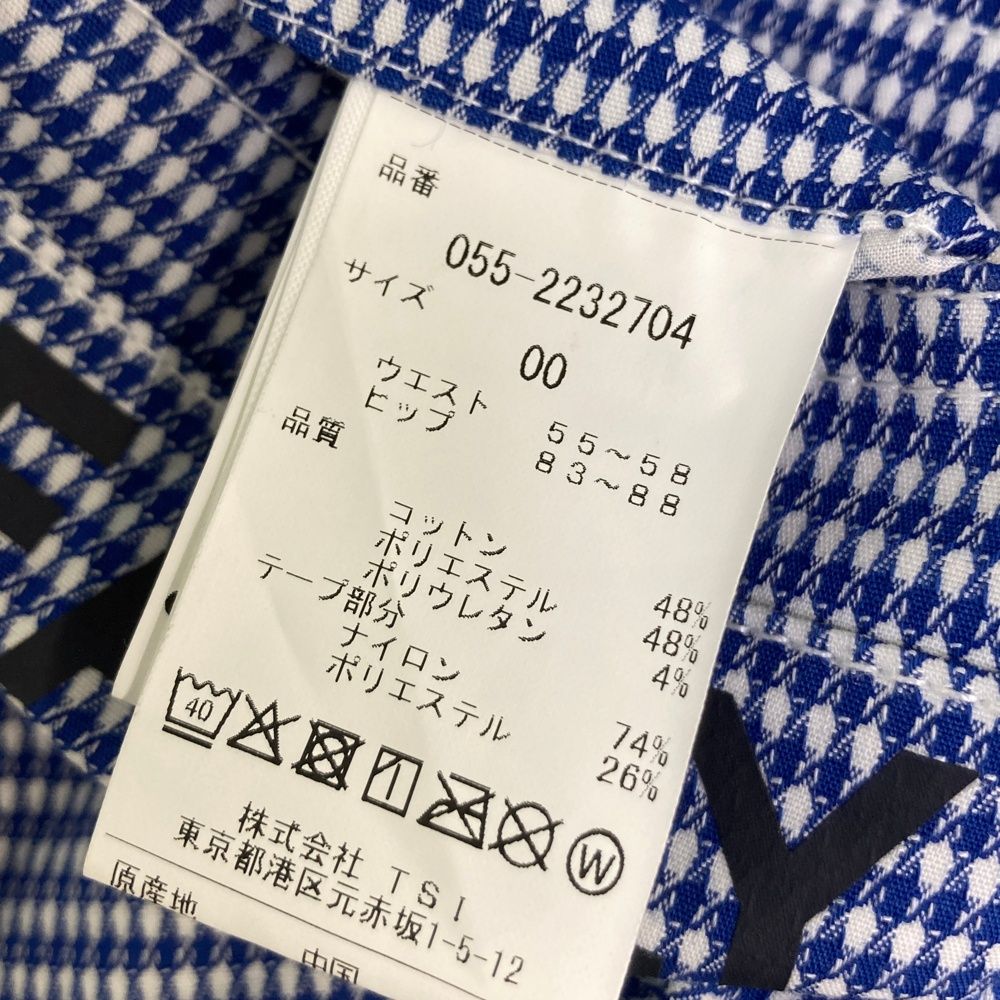 品番
055-2232704
サイズ
00
ウエスト 55~58
ヒップ 83~88
品質
コットン 48%
ポリエステル 48%
ポリウレタン 4%
テープ部分
ナイロン 74%
ポリエステル 26%
40
W
株式会社 TSI
東京都港区元赤坂1-5-12
原産地
中国
Y